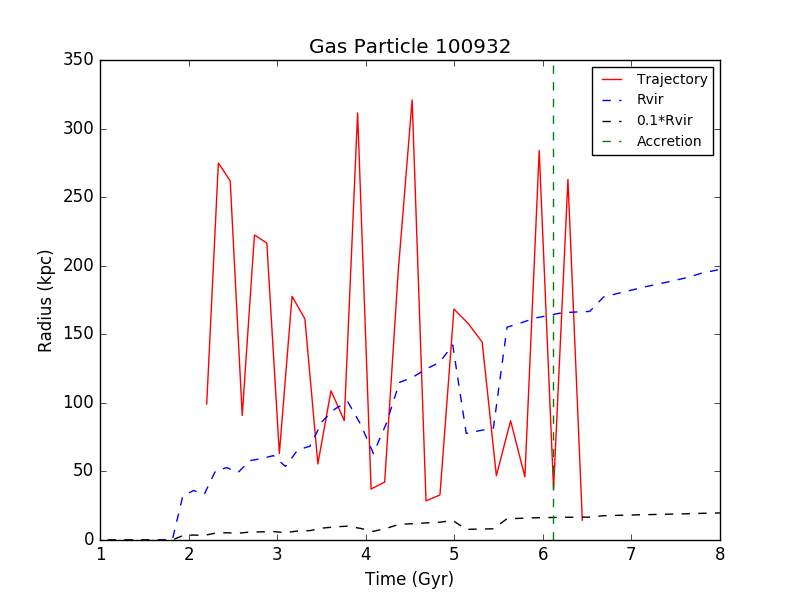 Gas Particle 100932
350
300
250
200
150
100
50
0
Radius (kpc)
Trajectory
Rvir
0.1*Rvir
Accretion
1 2 3 4 5 6 7 8
Time (Gyr)